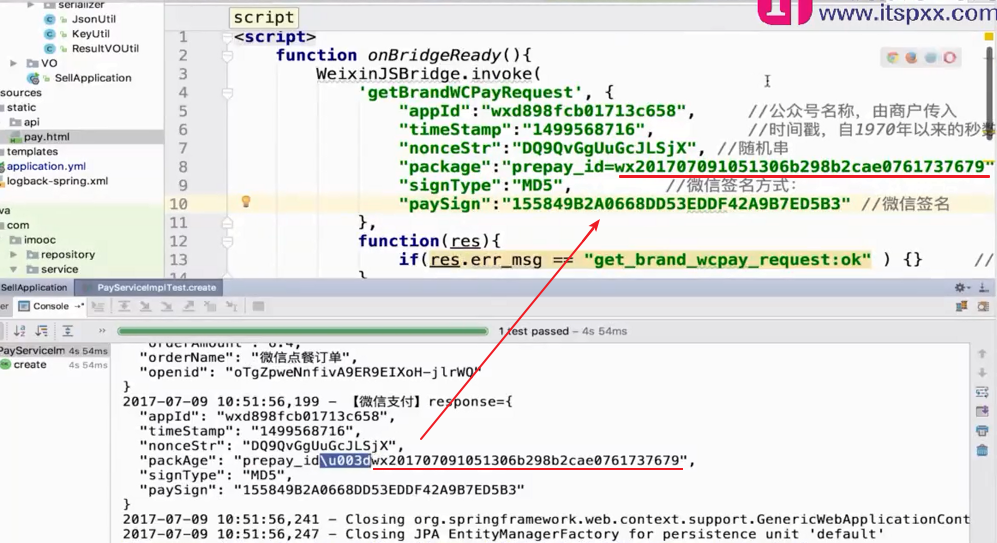 serializer
JsonUtil
KeyUtil
ResultVOUtil
VO
SellApplication
sources
static
api
pay.html
templates
application.yml
logback-spring.xml
va
com
imooc
repository
service
script
www.itspxx.com
1 <script>
2 function onBridgeReady(){
3 WeixinJSBridge.invoke(
4 'getBrandWCPayRequest', {
5 "appId":"wxd898fcb01713c658", //公众号名称，由商户传入
6 "timeStamp":"1499568716", //时间戳，自1970年以来的秒数
7 "nonceStr":"DQ9QvGgUuGcJLSjX", //随机串
8 "package":"prepay_id=wx201707091051306b298b2cae0761737679"
9 "signType":"MD5", //微信签名方式：
10 "paySign":"155849B2A0668DD53EDDF42A9B7ED5B3" //微信签名
11 },
12 function(res){
13 if(res.err_msg == "get_brand_wcpay_request:ok" ) {} //
14 }
SellApplication PayServiceImplTest.create
er Console
1 test passed – 4s 54ms
PayServiceIm 4s 54ms
create 4s 54ms
"orderAmount": 6.4,
"orderName": "微信点餐订单",
"openid": "oTgZpweNnfivA9ER9EIXoH-jlrWQ"
}
2017-07-09 10:51:56,199 - 【微信支付】response={
"appId": "wxd898fcb01713c658",
"timeStamp": "1499568716",
"nonceStr": "DQ9QvGgUuGcJLSjX",
"packAge": "prepay_id\u003dwx201707091051306b298b2cae0761737679",
"signType": "MD5",
"paySign": "155849B2A0668DD53EDDF42A9B7ED5B3"
}
2017-07-09 10:51:56,241 - Closing org.springframework.web.context.support.GenericWebApplicationCont
2017-07-09 10:51:56,247 - Closing JPA EntityManagerFactory for persistence unit 'default'